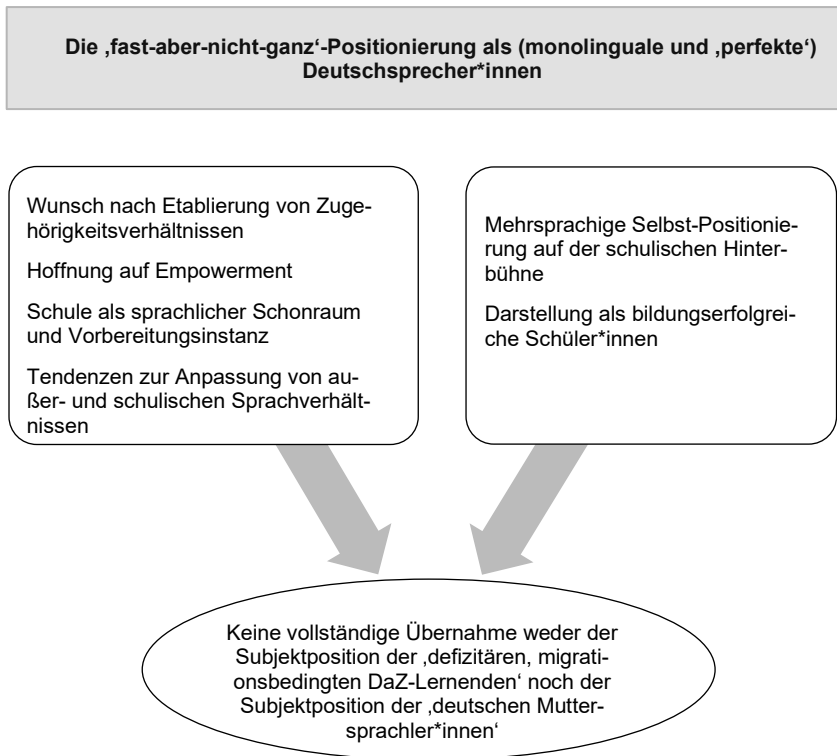 Die ‚fast-aber-nicht-ganz‘-Positionierung als (monolinguale und ‚perfekte‘)
Deutschsprecher*innen
Wunsch nach Etablierung von Zuge-
hörigkeitsverhältnissen
Hoffnung auf Empowerment
Schule als sprachlicher Schonraum
und Vorbereitungsinstanz
Tendenzen zur Anpassung von au-
ßer- und schulischen Sprachverhält-
nissen
Mehrsprachige Selbst-Positionie-
rung auf der schulischen Hinter-
bühne
Darstellung als bildungserfolgrei-
che Schüler*innen
Keine vollständige Übernahme weder der
Subjektposition der ‚defizitären, migrati-
onsbedingten DaZ-Lernenden‘ noch der
Subjektposition der ‚deutschen Mutter-
sprachler*innen‘